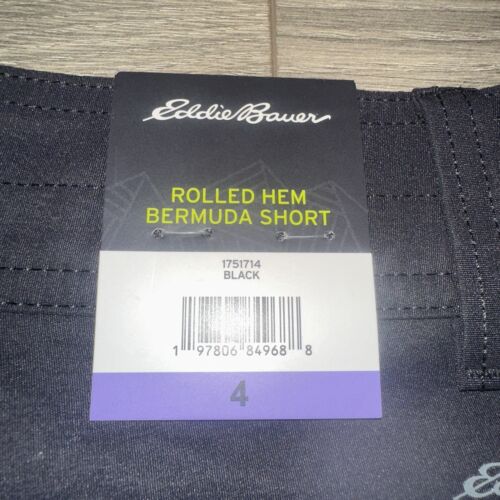 Eddie Bauer
ROLLED HEM
BERMUDA SHORT
1751714
BLACK
1 97806 84968 8
4